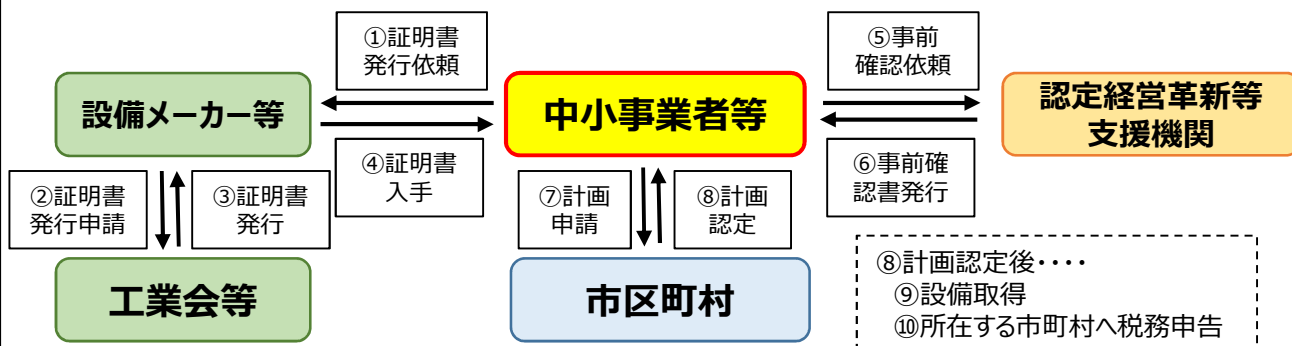 ①証明書
発行依頼
⑤事前
確認依頼
設備メーカー等
中小事業者等
認定経営革新等
支援機関
④証明書
入手
⑥事前確
認書発行
②証明書
発行申請
③証明書
発行
⑦計画
申請
⑧計画
認定
工業会等
市区町村
⑧計画認定後・・・・
⑨設備取得
⑩所在する市町村へ税務申告